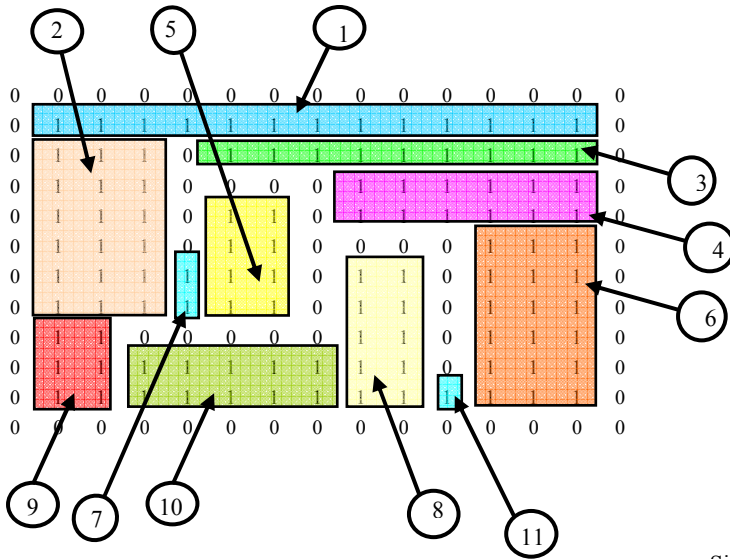 2 5 1
0 0 0 0 0 0 0 0 0 0 0 0 0 0 0
0 1 1 1 1 1 1 1 1 1 1 1 1 1 0
0 1 1 1 0 1 1 1 1 1 1 1 1 1 0
3
0 1 1 1 0 0 0 0 1 1 1 1 1 1 0
0 1 1 1 0 1 1 0 1 1 1 1 1 1 0
4
0 1 1 1 0 1 1 0 0 0 0 1 1 1 0
0 1 1 1 1 1 1 0 1 1 0 1 1 1 0
0 1 1 1 1 1 1 0 1 1 0 1 1 1 0
6
0 1 1 0 0 0 0 0 1 1 0 1 1 1 0
0 1 1 1 1 1 1 1 1 1 0 1 1 1 0
0 1 1 1 1 1 1 1 1 1 1 1 1 1 0
0 0 0 0 0 0 0 0 0 0 0 0 0 0 0
9 7 10 8 11